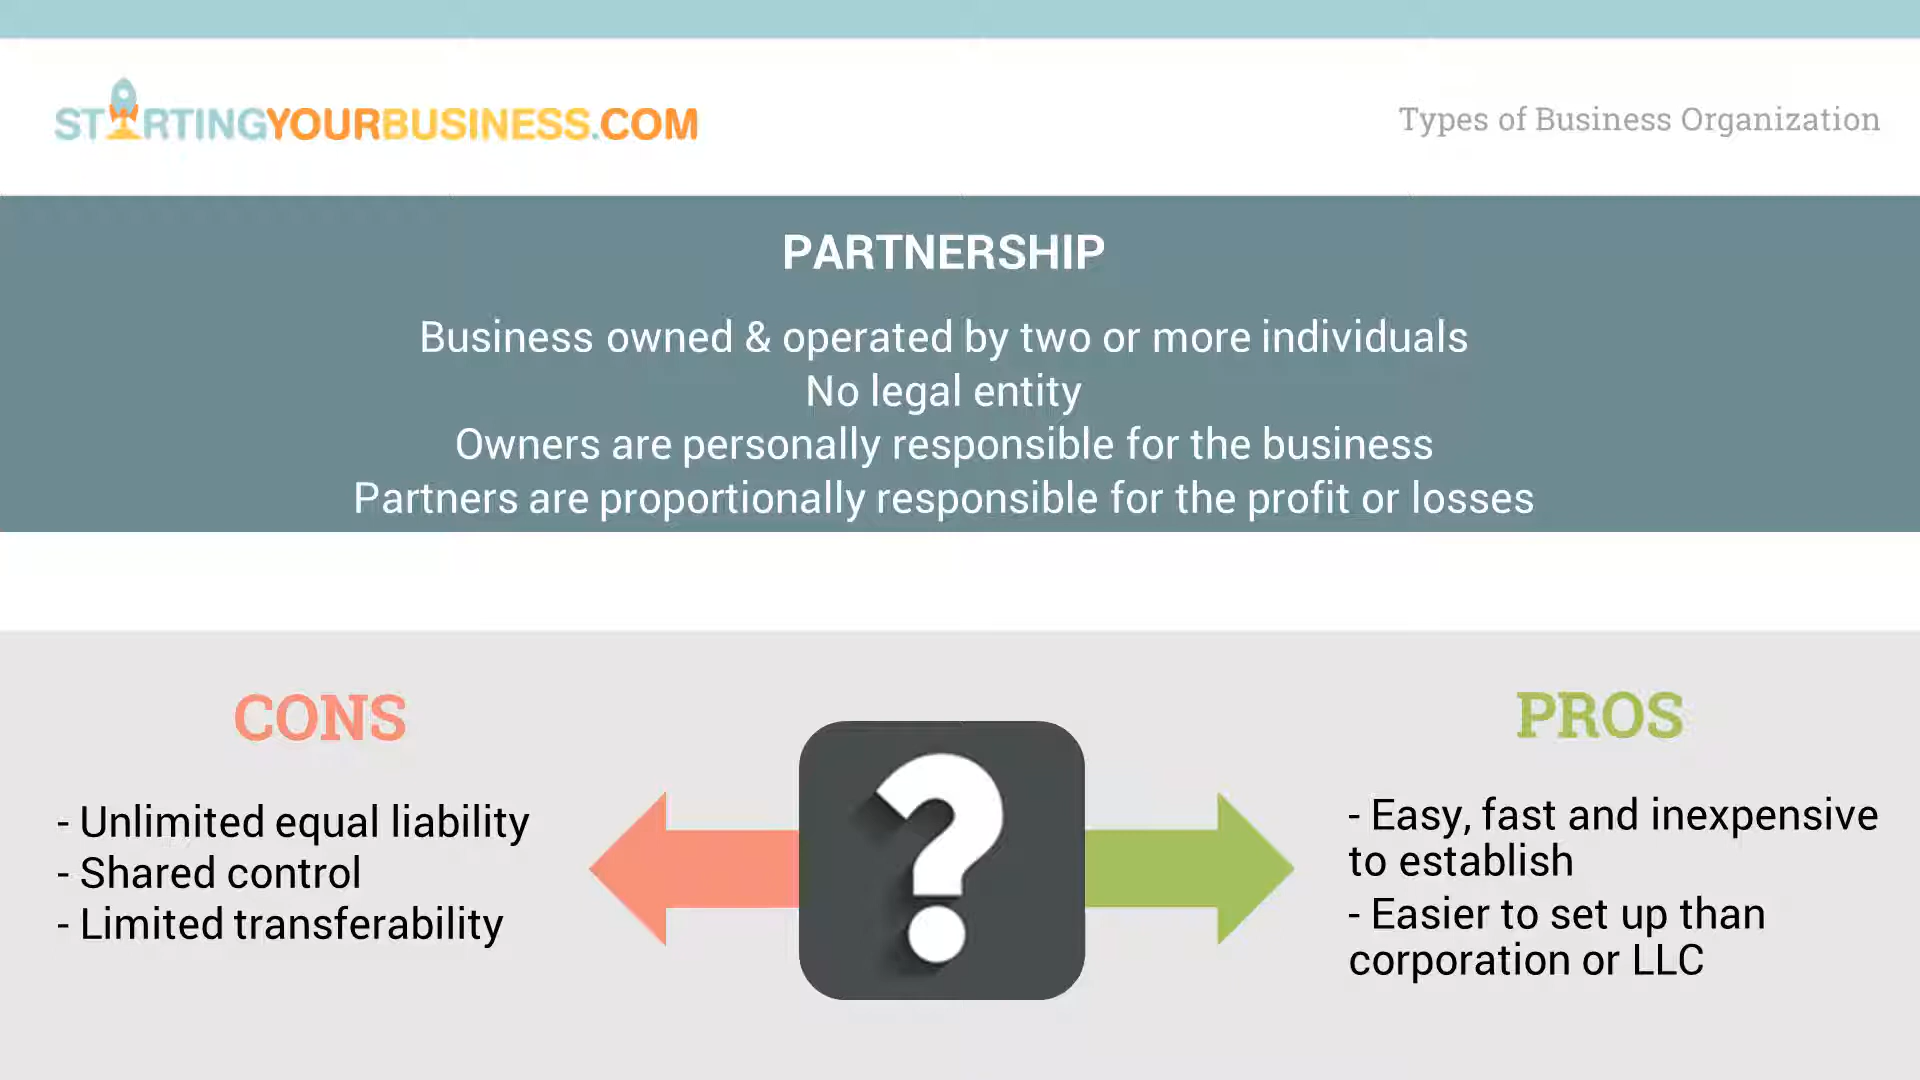 STARTINGYOURBUSINESS.COM
Types of Business Organization
PARTNERSHIP
Business owned & operated by two or more individuals
No legal entity
Owners are personally responsible for the business
Partners are proportionally responsible for the profit or losses
CONS
- Unlimited equal liability
- Shared control
- Limited transferability
?
PROS
- Easy, fast and inexpensive
to establish
- Easier to set up than
corporation or LLC